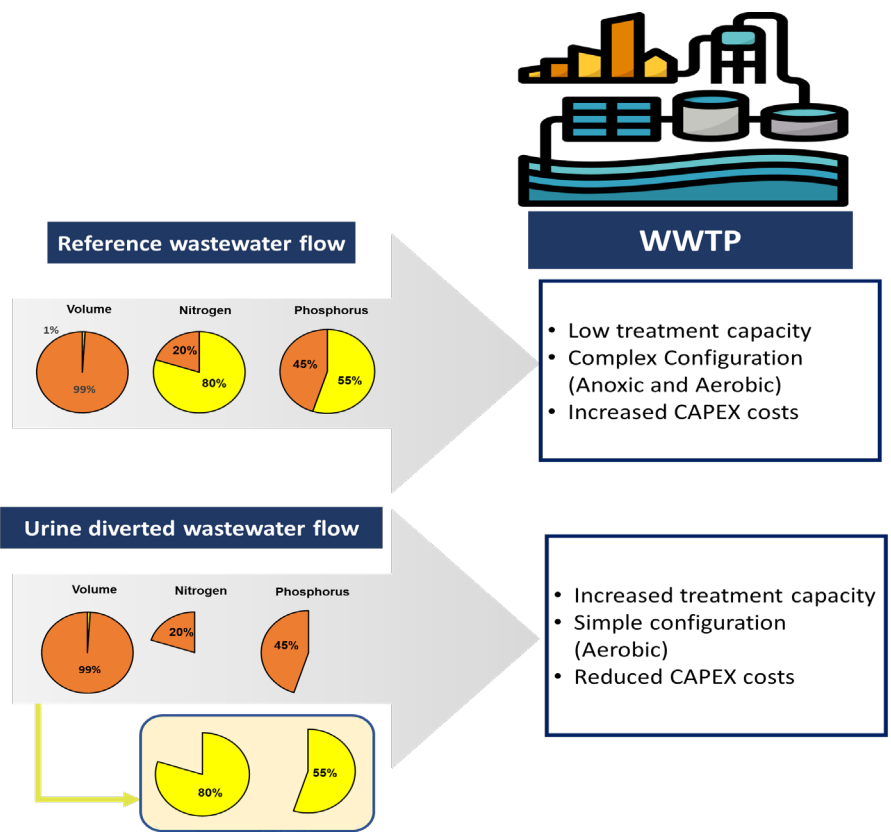 WWTP
Reference wastewater flow
Volume
Nitrogen
Phosphorus
1%
99%
20%
80%
45%
55%
• Low treatment capacity
• Complex Configuration
(Anoxic and Aerobic)
• Increased CAPEX costs
Urine diverted wastewater flow
Volume
Nitrogen
Phosphorus
99%
20%
45%
80%
55%
• Increased treatment capacity
• Simple configuration
(Aerobic)
• Reduced CAPEX costs